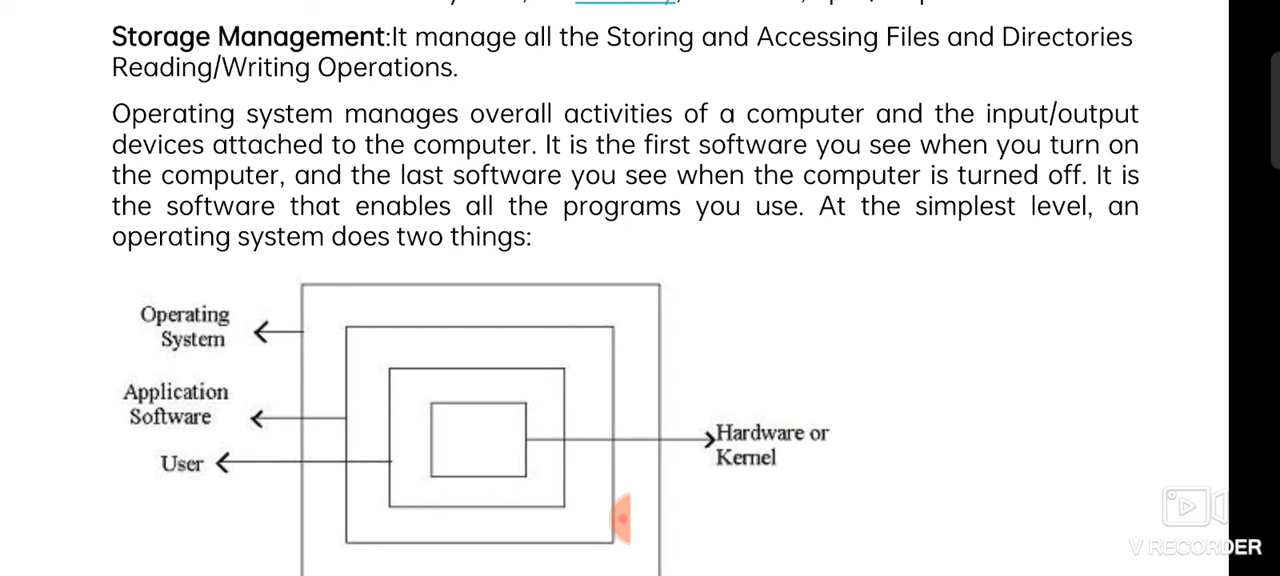 Storage Management:It manage all the Storing and Accessing Files and Directories
Reading/Writing Operations.
Operating system manages overall activities of a computer and the input/output
devices attached to the computer. It is the first software you see when you turn on
the computer, and the last software you see when the computer is turned off. It is
the software that enables all the programs you use. At the simplest level, an
operating system does two things:
Operating
System
Application
Software
User
Hardware or
Kernel
V RECORDER